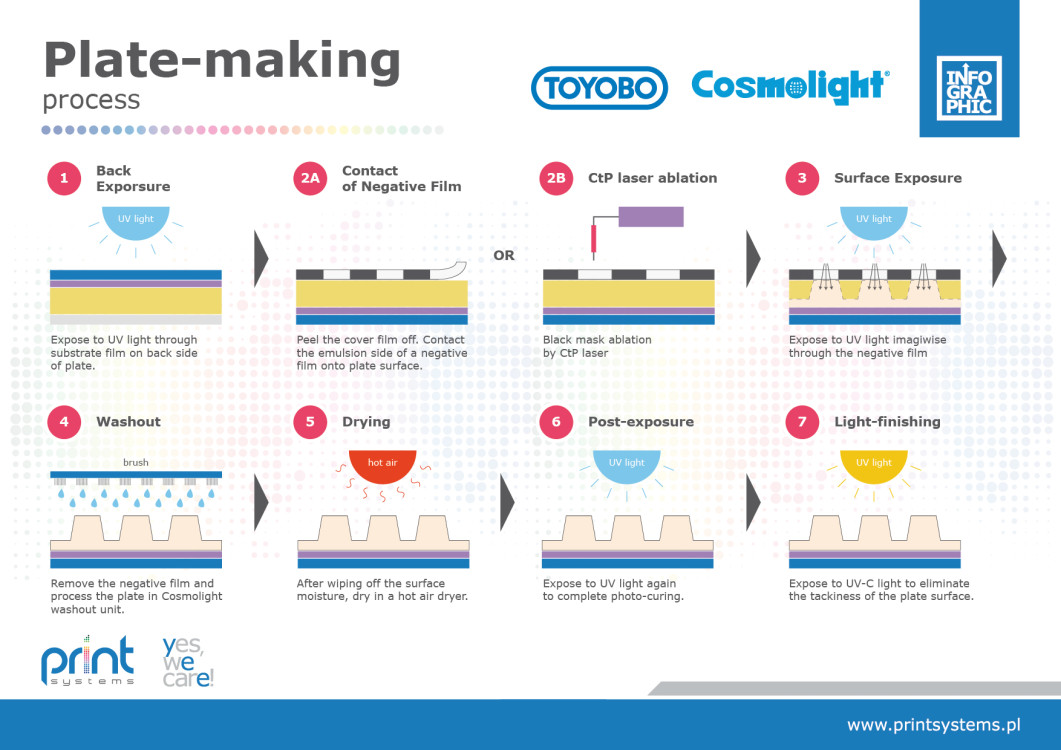 Plate-making
process
TOYOBO
Cosmolight®
INFO
GRA
PHIC
1
Back
Exporsure
UV light
Expose to UV light through
substrate film on back side
of plate.
2A
Contact
of Negative Film
Peel the cover film off. Contact
the emulsion side of a negative
film onto plate surface.
OR
2B
CtP laser ablation
Black mask ablation
by CtP laser
3
Surface Exposure
UV light
Expose to UV light imagiwise
through the negative film
4
Washout
brush
Remove the negative film and
process the plate in Cosmolight
washout unit.
5
Drying
hot air
After wiping off the surface
moisture, dry in a hot air dryer.
6
Post-exposure
UV light
Expose to UV light again
to complete photo-curing.
7
Light-finishing
UV light
Expose to UV-C light to eliminate
the tackiness of the plate surface.
print
systems
yes,
we
care!
www.printsystems.pl